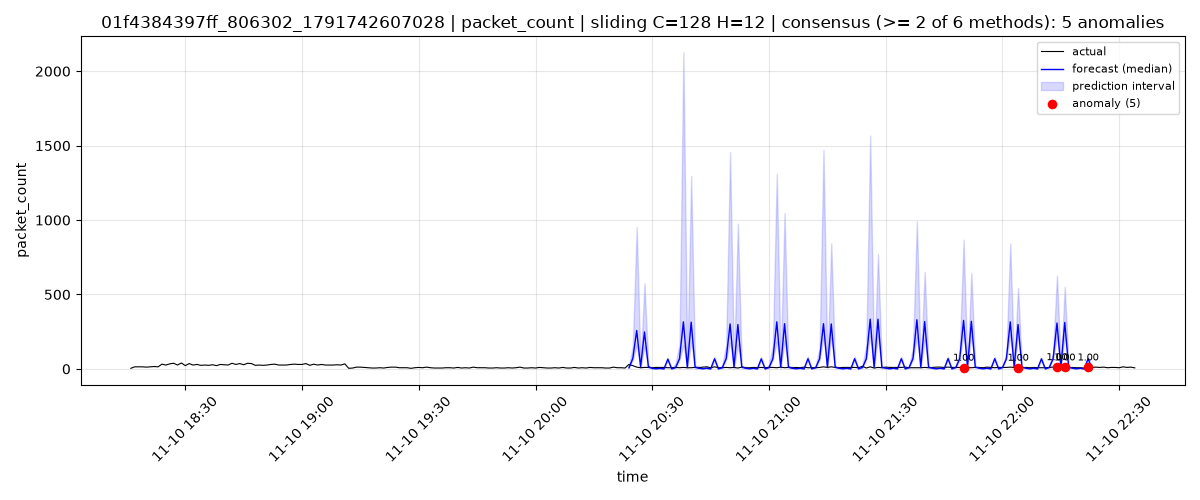 01f4384397ff_806302_1791742607028 | packet_count | sliding C=128 H=12 | consensus (>= 2 of 6 methods): 5 anomalies
actual
forecast (median)
prediction interval
anomaly (5)
packet_count
2000
1500
1000
500
0
1.00
1.00
1.00
1.00
11-10 18:30
11-10 19:00
11-10 19:30
11-10 20:00
11-10 20:30
11-10 21:00
11-10 21:30
11-10 22:00
11-10 22:30
time